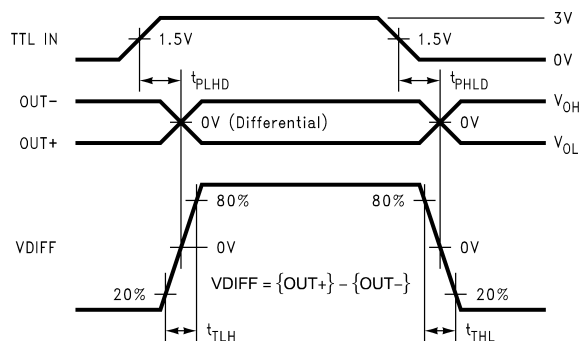 3V
TTL IN
1.5V
1.5V
0V
tPLHD
tPHLD
OUT-
VOH
0V (Differential)
0V
OUT+
VOL
80%
80%
VDIFF
0V
0V
VDIFF = {OUT+} – {OUT–}
20%
20%
tTLH
tTHL